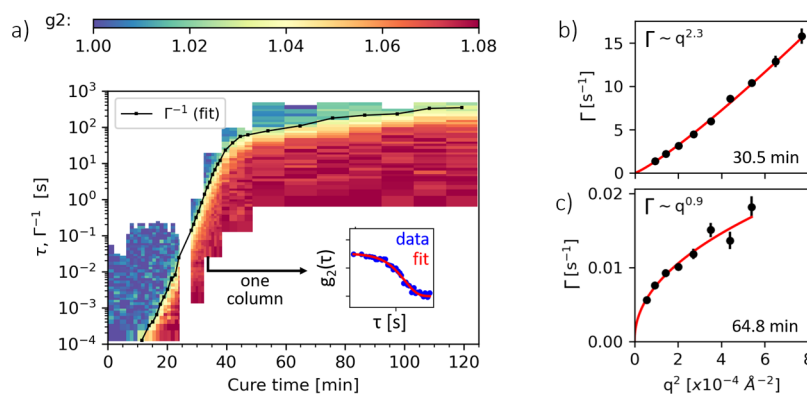 a)
g2:
1.00 1.02 1.04 1.06 1.08
τ, Γ⁻¹ [s]
10³
10²
10¹
10⁰
10⁻¹
10⁻²
10⁻³
10⁻⁴
Γ⁻¹ (fit)
one
column
g₂(τ)
data
fit
τ [s]
0 20 40 60 80 100 120
Cure time [min]
b)
Γ ~ q²·³
Γ [s⁻¹]
15
10
5
0
30.5 min
c)
Γ ~ q⁰·⁹
Γ [s⁻¹]
0.02
0.01
0.00
64.8 min
0 2 4 6 8
q² [x10⁻⁴ Å⁻²]